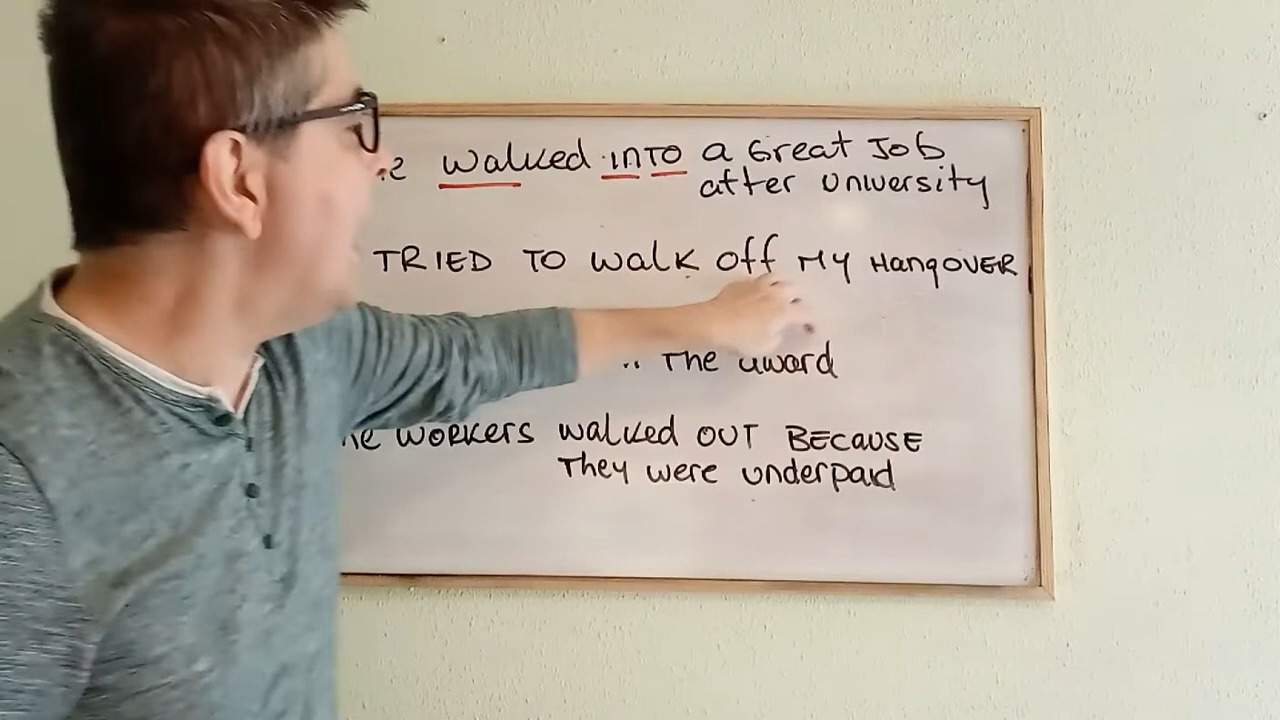 walked INTO a Great Job
after University
TRIED TO walk off MY HangOVER
The award
WORKERS walked OUT BECAUSE
They were underpaid